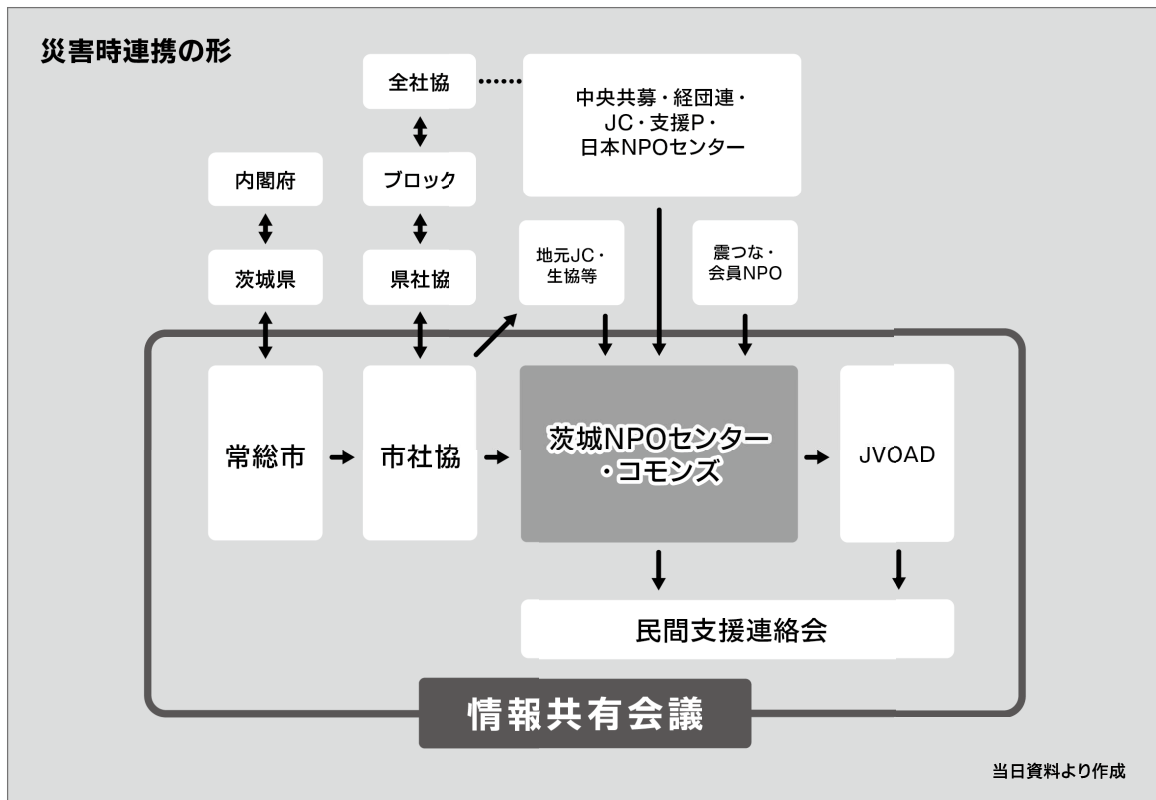 災害時連携の形
全社協
中央共募・経団連・
JC・支援P・
日本NPOセンター
内閣府
ブロック
地元JC・
生協等
震つな・
会員NPO
茨城県
県社協
常総市
市社協
茨城NPOセンター
・コモンズ
JVOAD
民間支援連絡会
情報共有会議
当日資料より作成